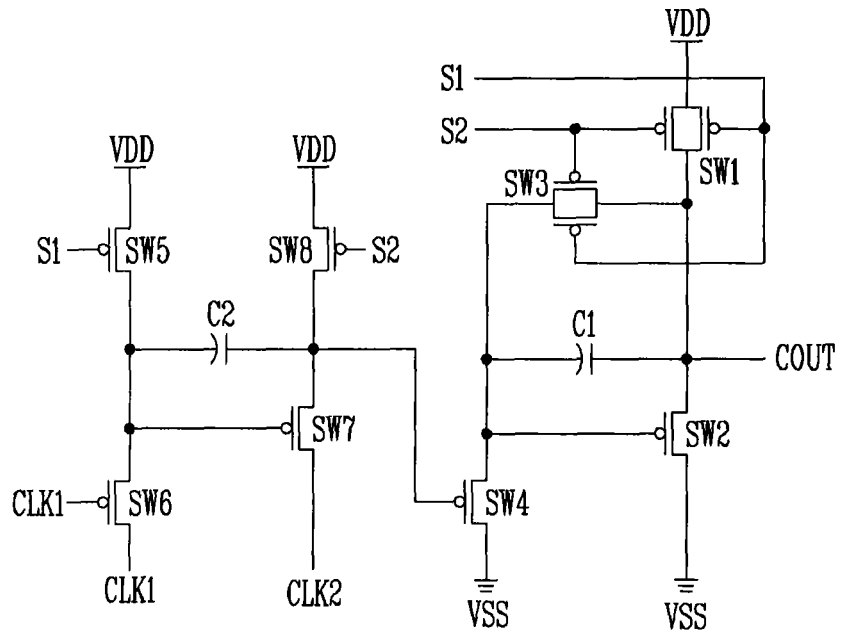 VDD
S1
S2
SW1
SW3
VDD
VDD
S1
SW5
SW8
S2
C2
C1
COUT
SW7
SW2
CLK1
SW6
SW4
CLK1
CLK2
VSS
VSS